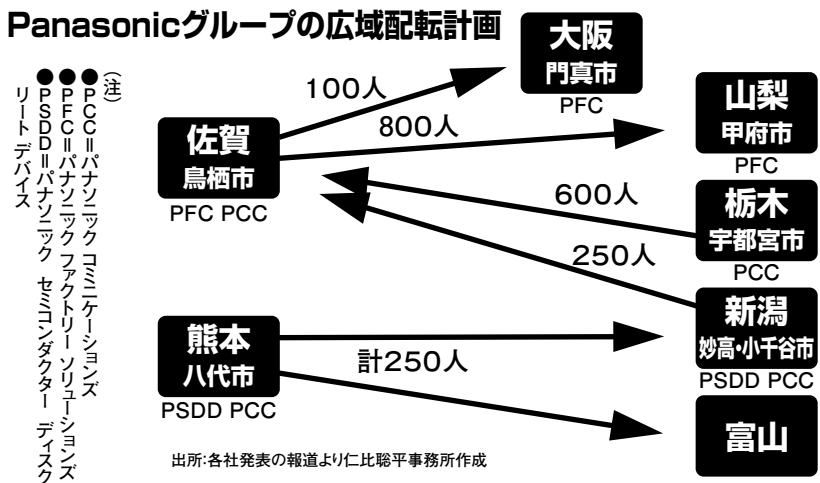 Panasonicグループの広域配転計画
(注)
●PCC=パナソニック コミニケーションズ
●PFC=パナソニック ファクトリー ソリューションズ
●PSDD=パナソニック セミコンダクター ディスク
リート デバイス
大阪
門真市
PFC
100人
800人
佐賀
鳥栖市
PFC PCC
山梨
甲府市
PFC
600人
栃木
宇都宮市
PCC
250人
新潟
妙高・小千谷市
PSDD PCC
熊本
八代市
PSDD PCC
計250人
富山
出所:各社発表の報道より仁比聡平事務所作成